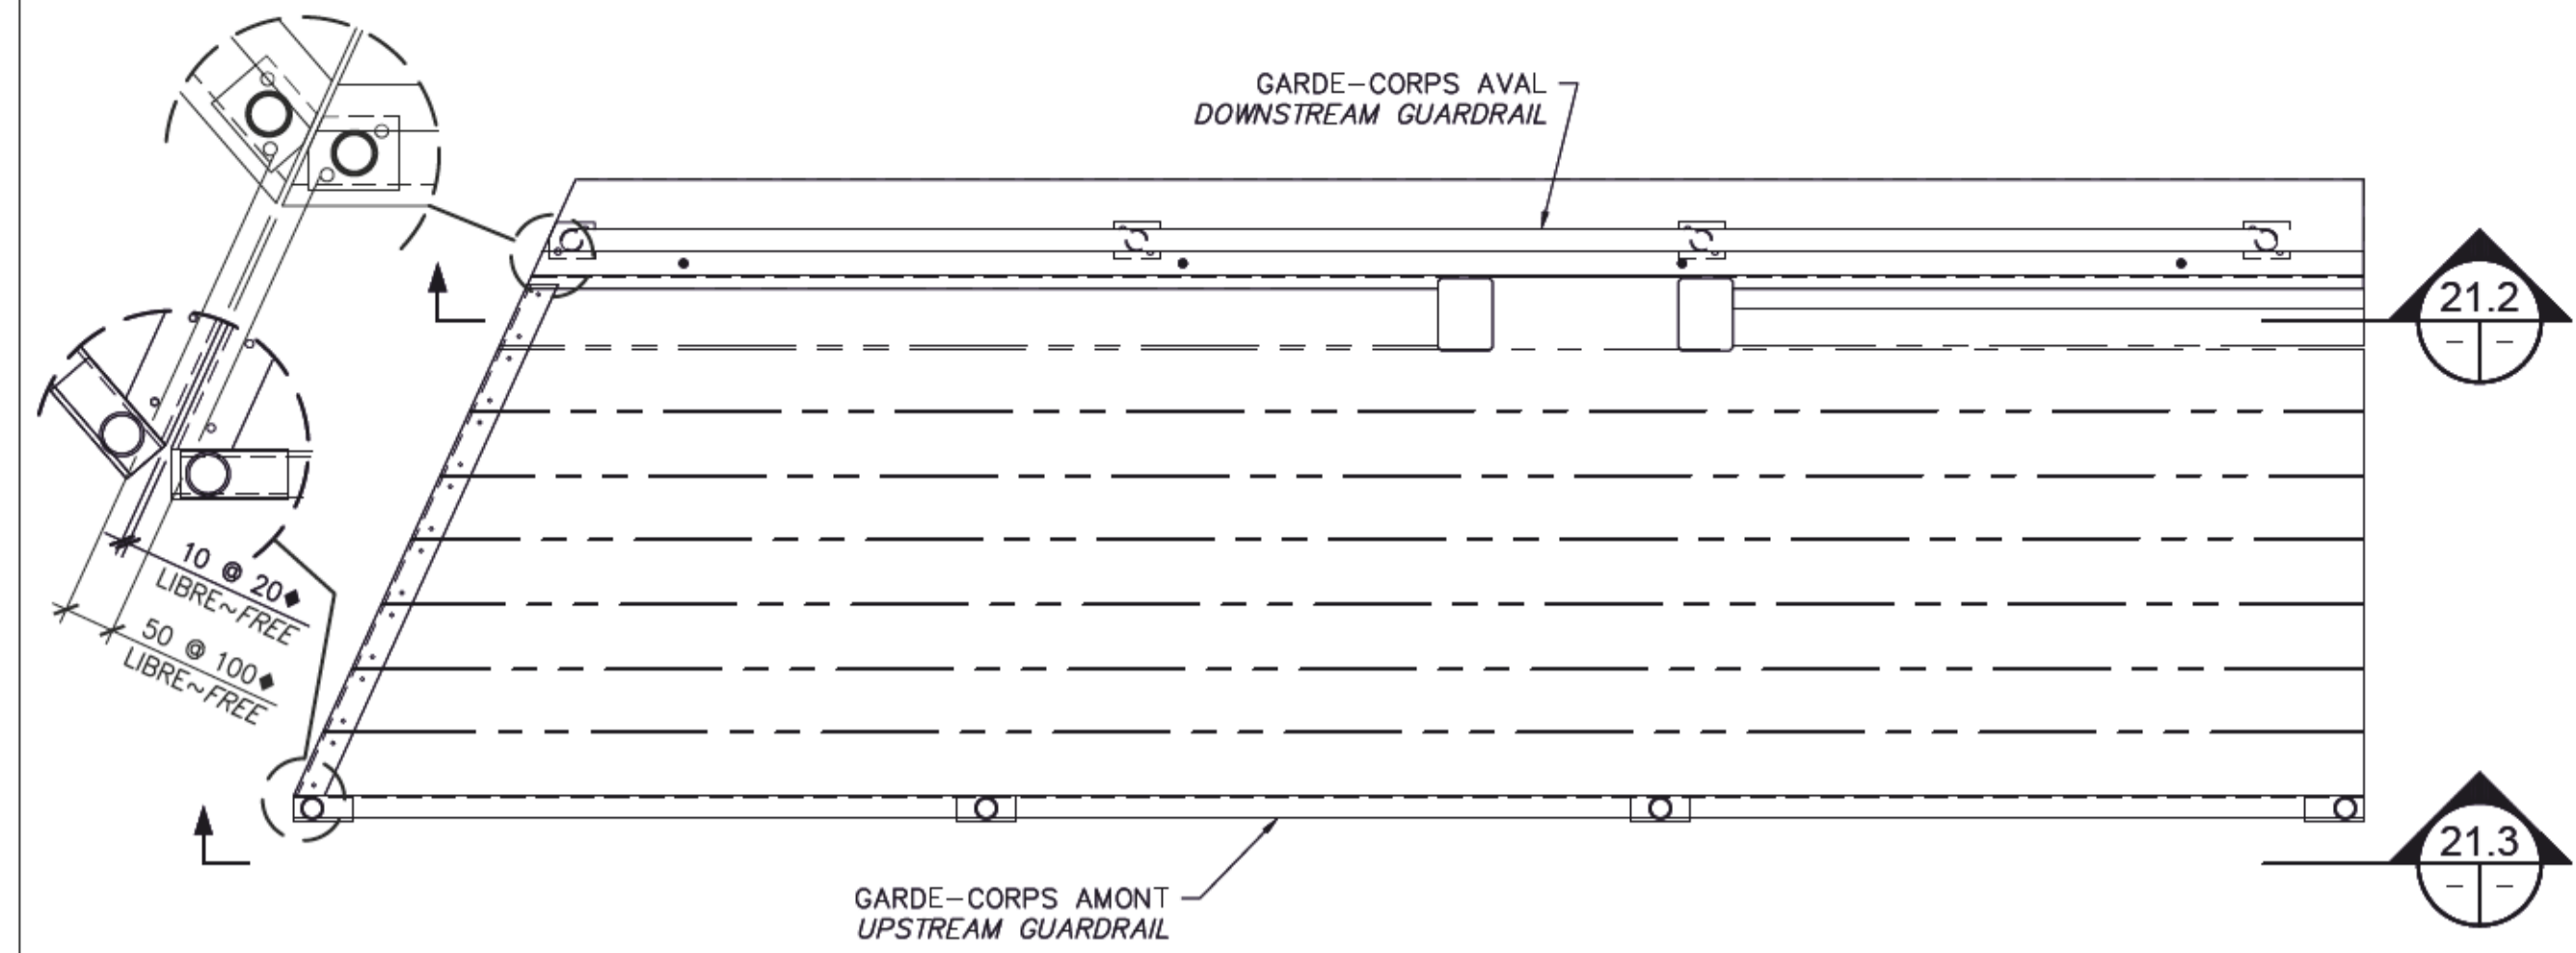 GARDE-CORPS AVAL
DOWNSTREAM GUARDRAIL
21.2
- -
10 @ 20♦
LIBRE~FREE
50 @ 100♦
LIBRE~FREE
21.3
- -
GARDE-CORPS AMONT
UPSTREAM GUARDRAIL